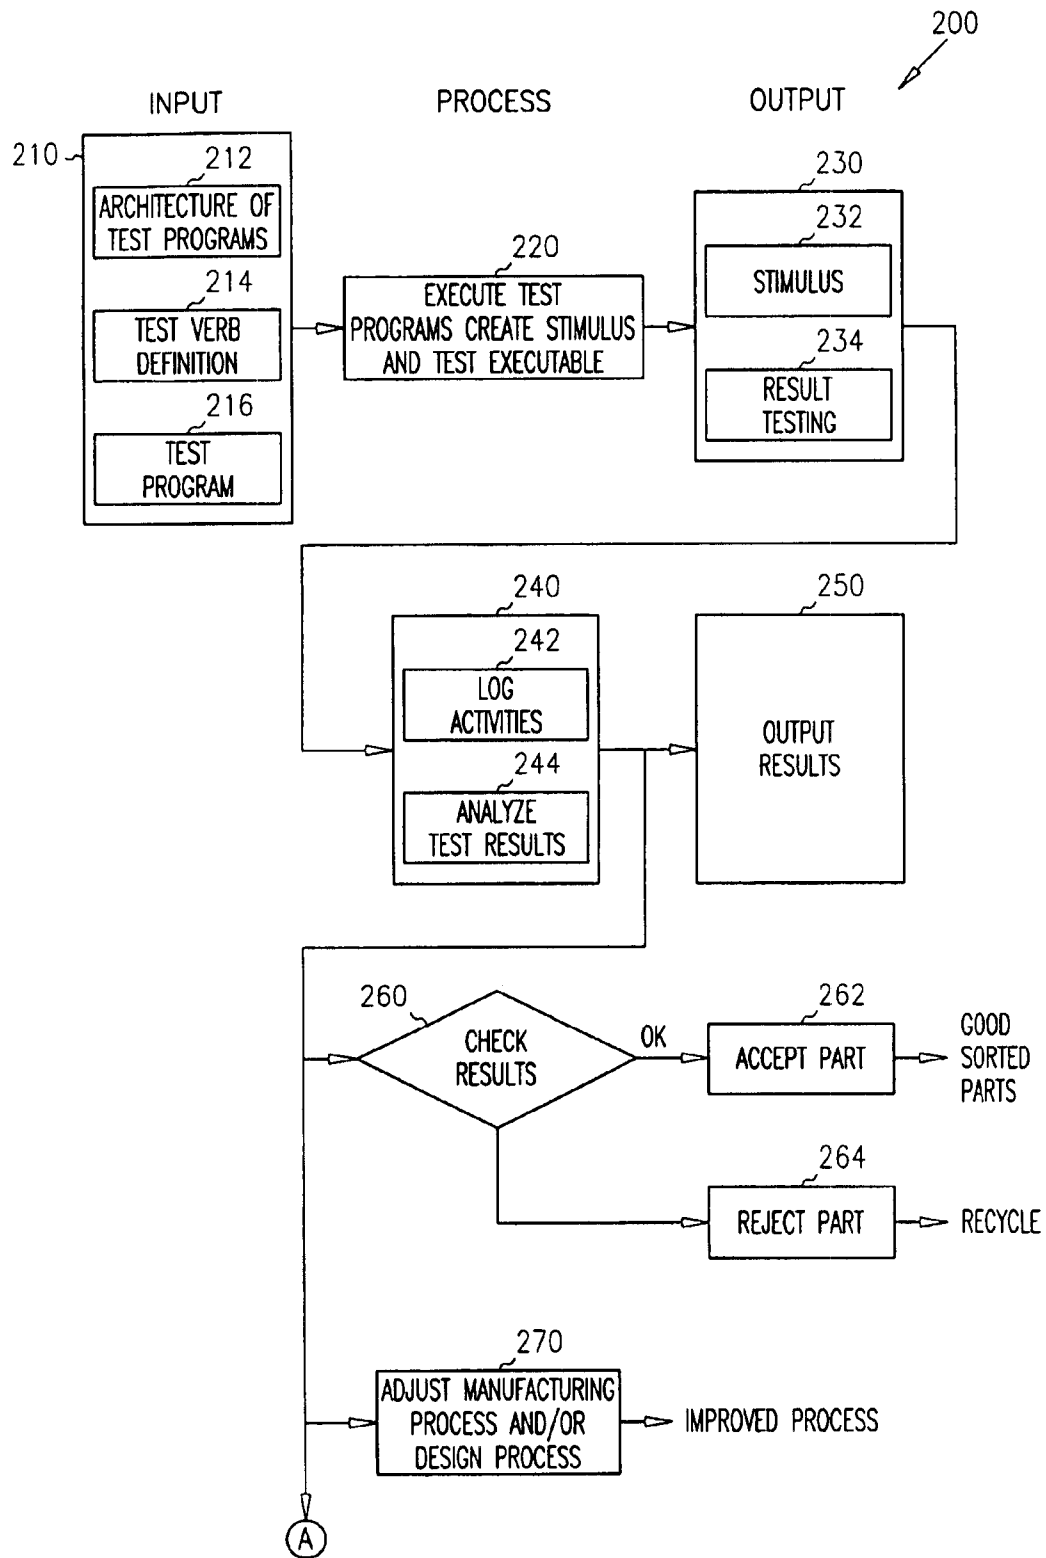 200
INPUT
PROCESS
OUTPUT
210
212
ARCHITECTURE OF
TEST PROGRAMS
214
TEST VERB
DEFINITION
216
TEST
PROGRAM
220
EXECUTE TEST
PROGRAMS CREATE STIMULUS
AND TEST EXECUTABLE
230
232
STIMULUS
234
RESULT
TESTING
240
242
LOG
ACTIVITIES
244
ANALYZE
TEST RESULTS
250
OUTPUT
RESULTS
260
CHECK
RESULTS
OK
262
ACCEPT PART
GOOD
SORTED
PARTS
264
REJECT PART
RECYCLE
270
ADJUST MANUFACTURING
PROCESS AND/OR
DESIGN PROCESS
IMPROVED PROCESS
A